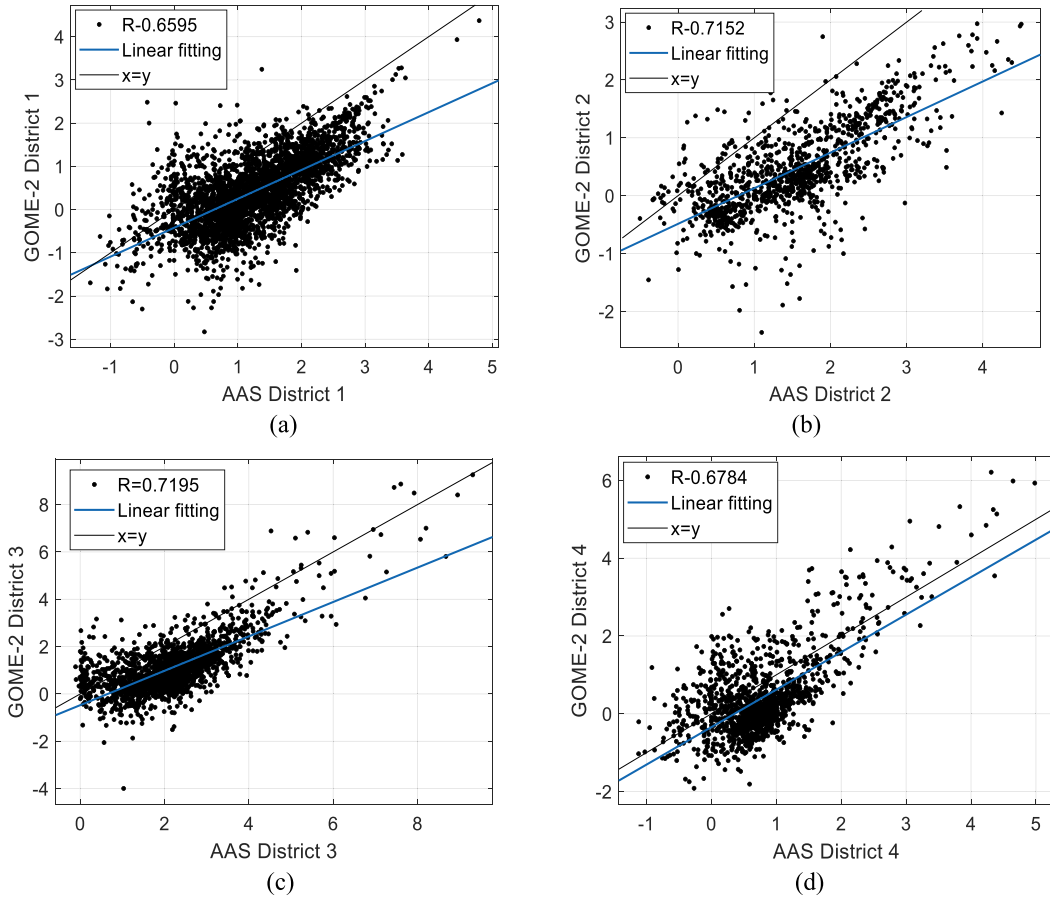 R-0.6595
Linear fitting
x=y
4
3
2
1
0
-1
-2
-3
GOME-2 District 1
-1 0 1 2 3 4 5
AAS District 1
(a)
R-0.7152
Linear fitting
x=y
3
2
1
0
-1
-2
GOME-2 District 2
0 1 2 3 4
AAS District 2
(b)
R=0.7195
Linear fitting
x=y
8
6
4
2
0
-2
-4
GOME-2 District 3
0 2 4 6 8
AAS District 3
(c)
R-0.6784
Linear fitting
x=y
6
4
2
0
-2
GOME-2 District 4
-1 0 1 2 3 4 5
AAS District 4
(d)